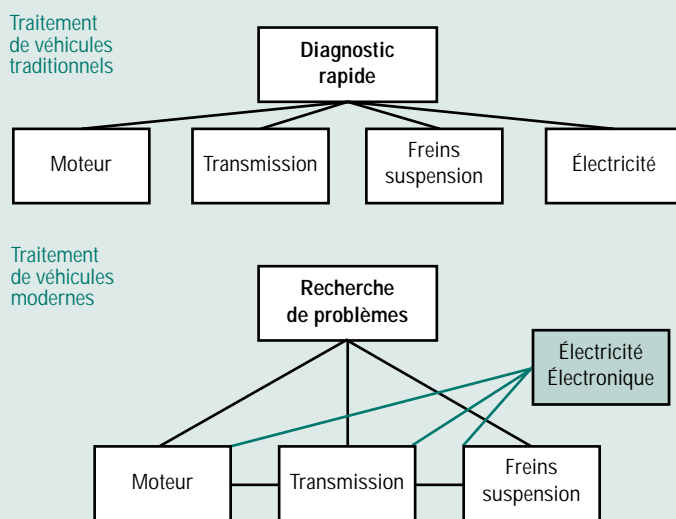 Traitement
de véhicules
traditionnels
Diagnostic
rapide
Moteur
Transmission
Freins
suspension
Électricité
Traitement
de véhicules
modernes
Recherche
de problèmes
Électricité
Électronique
Moteur
Transmission
Freins
suspension